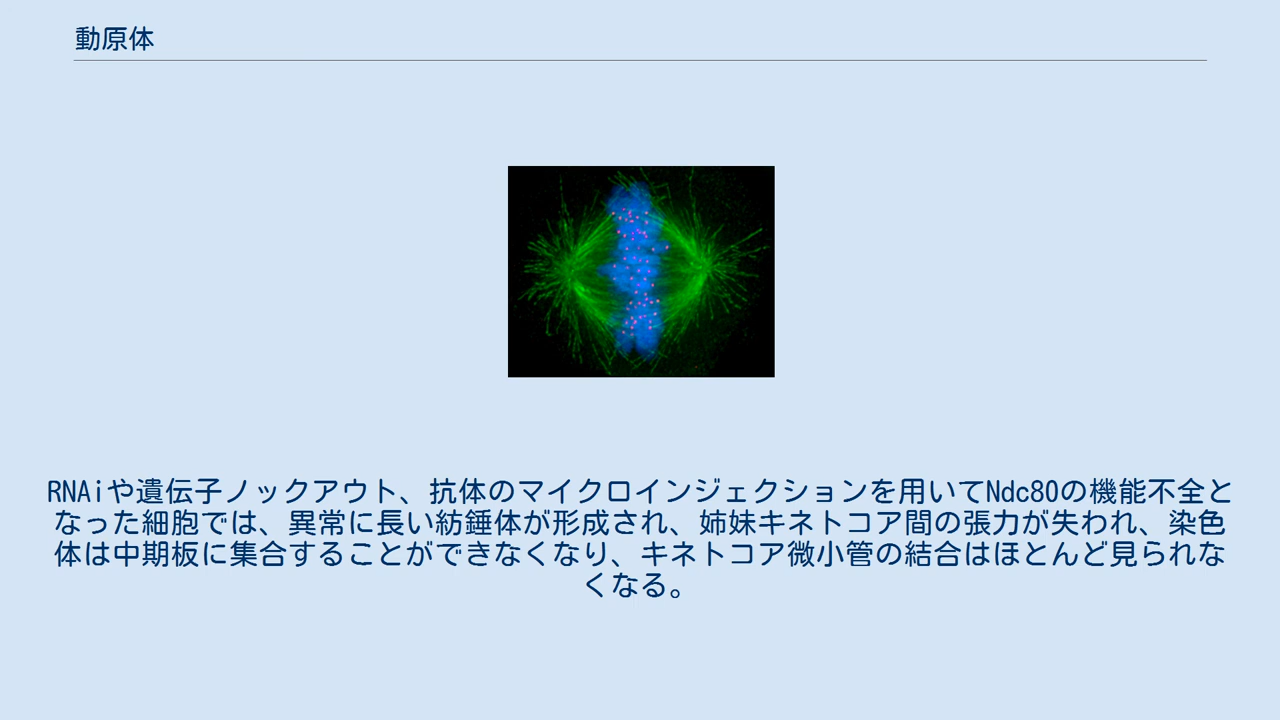 動原体
RNAiや遺伝子ノックアウト、抗体のマイクロインジェクションを用いてNdc80の機能不全と
なった細胞では、異常に長い紡錘体が形成され、姉妹キネトコア間の張力が失われ、染色
体は中期板に集合することができなくなり、キネトコア微小管の結合はほとんど見られな
くなる。